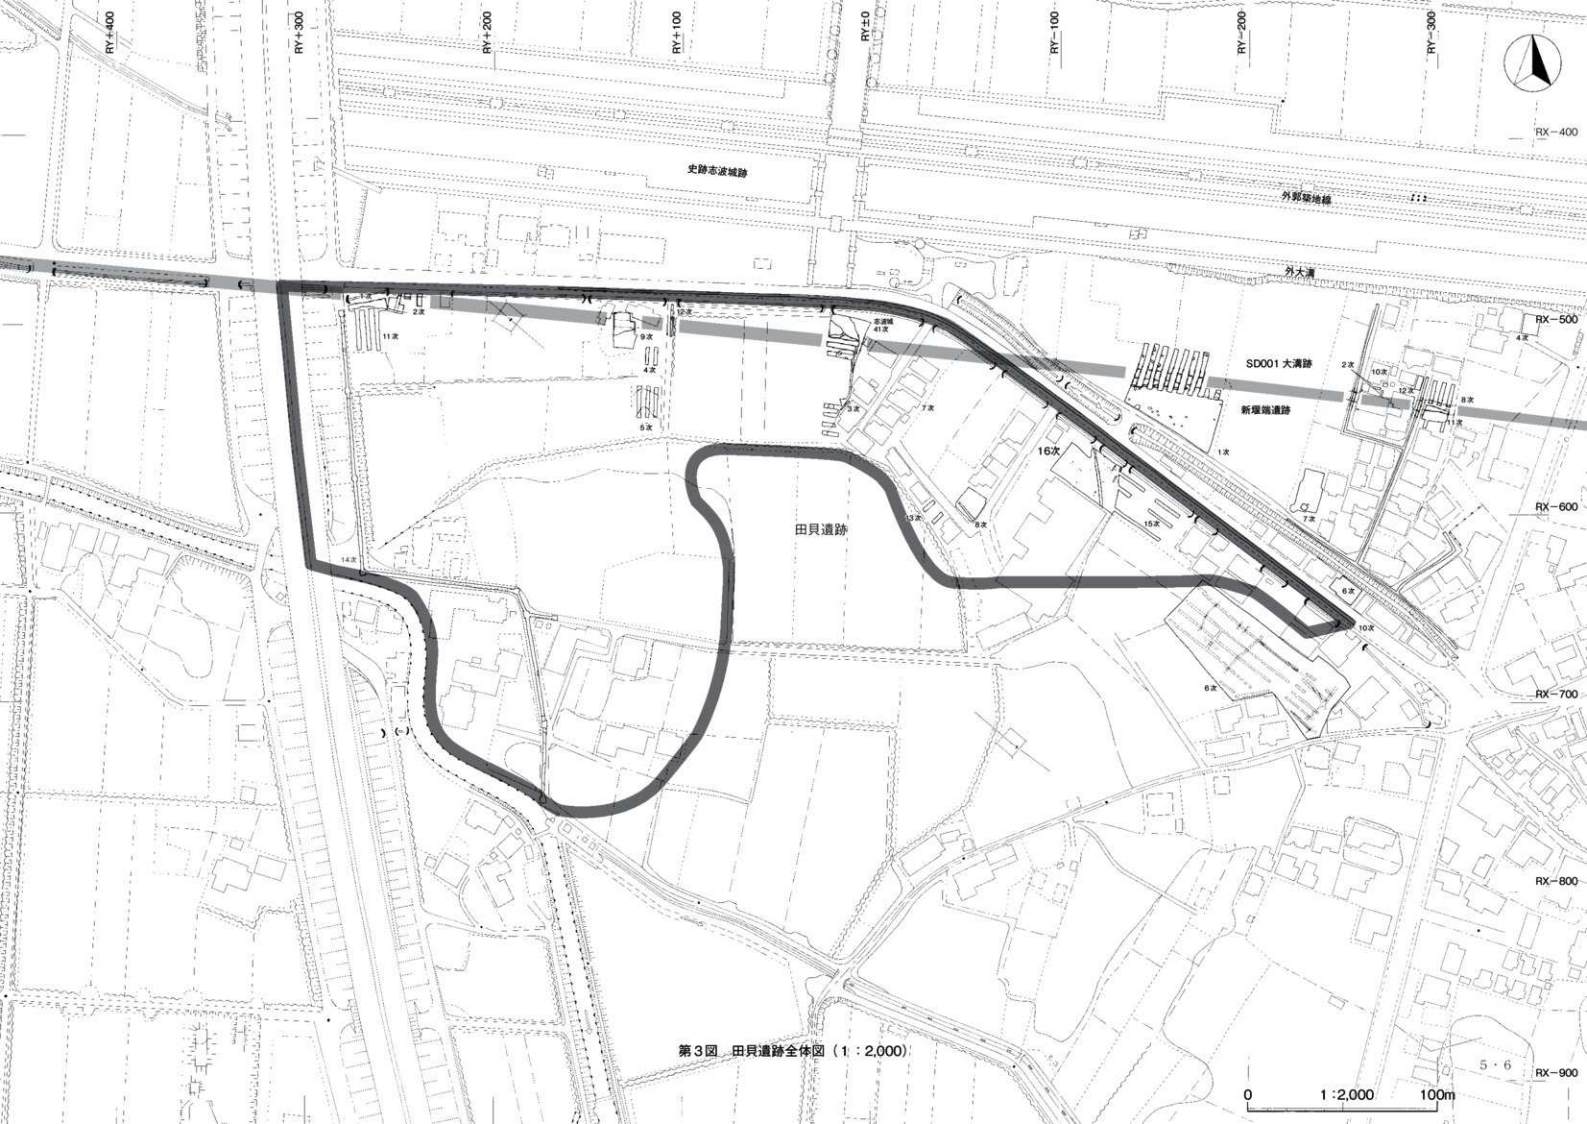 RY+400
RY+300
RY+200
RY+100
RY±0
RY-100
RY-200
RY-300
RX-400
史跡志波城跡
外郭築地線
外大溝
RX-500
1次
2次
12次
志波城
41次
11次
9次
4次
2次
10次
SD001 大溝跡
4次
5次
3次
7次
新堰端遺跡
12次
8次
11次
16次
1次
RX-600
田貝遺跡
13次
8次
15次
7次
14次
6次
10次
6次
RX-700
RX-800
第3図 田貝遺跡全体図(1:2,000)
5・6
RX-900
0 1:2,000 100m